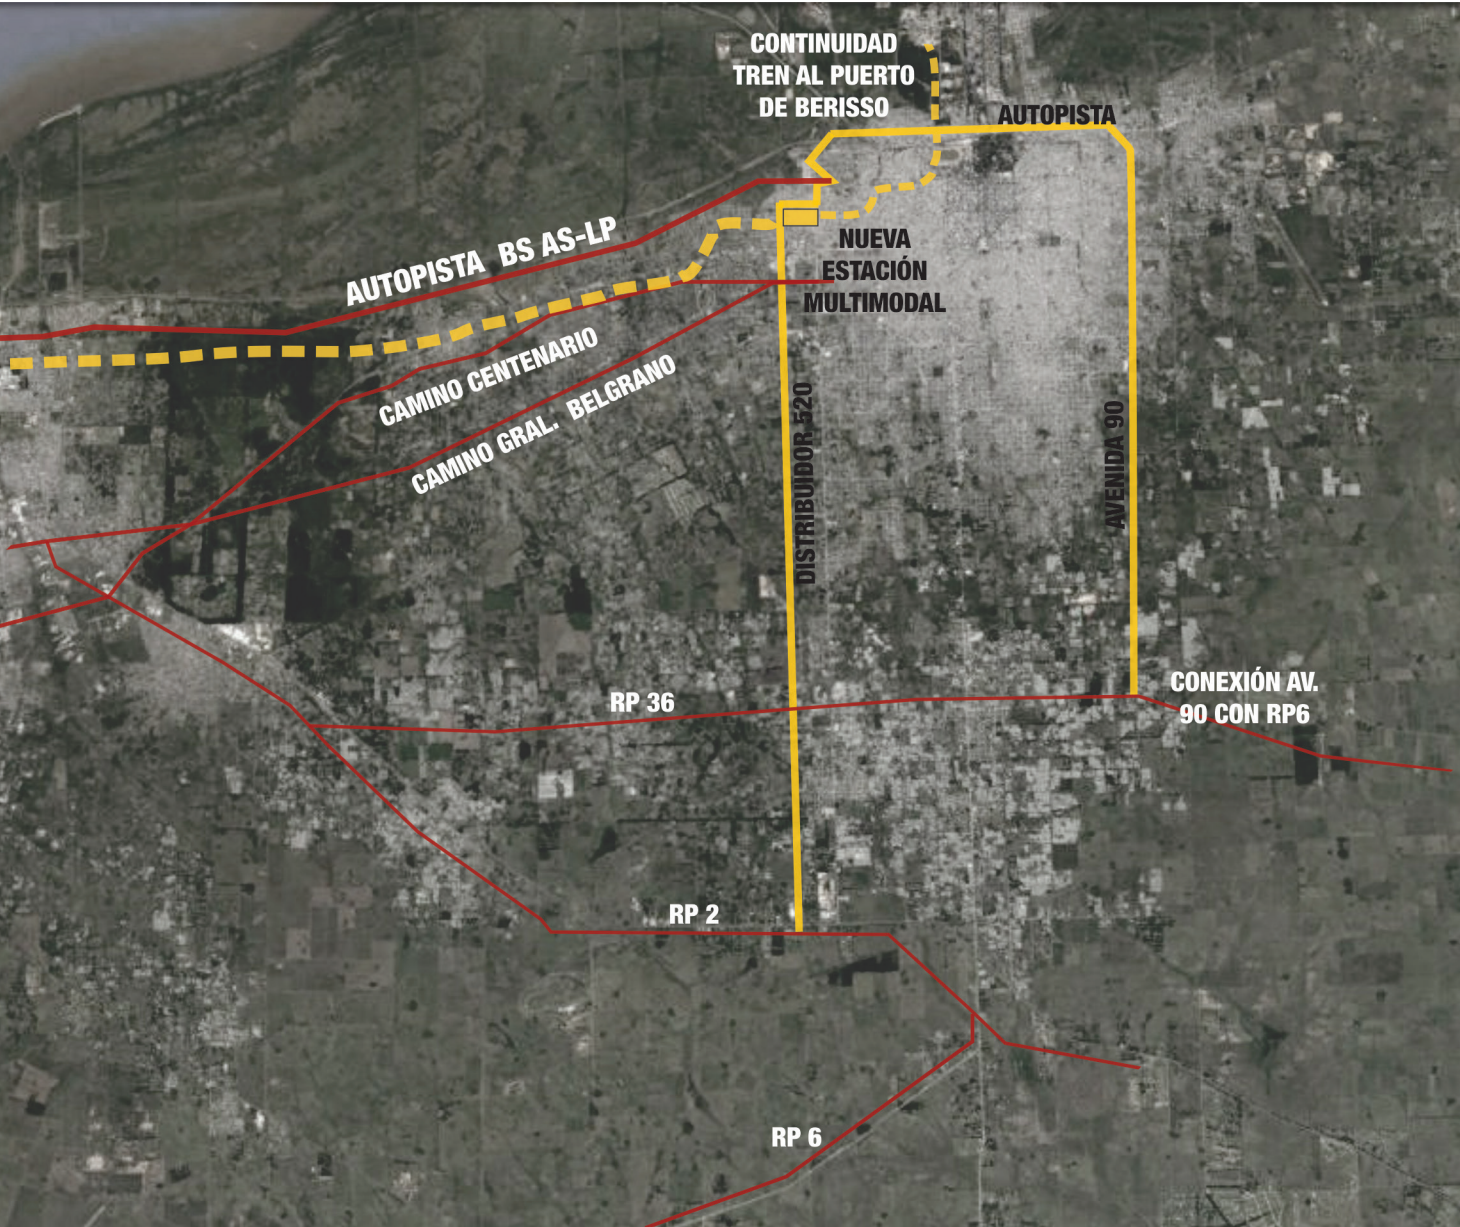 CONTINUIDAD
TREN AL PUERTO
DE BERISSO
AUTOPISTA
AUTOPISTA BS AS-LP
NUEVA
ESTACIÓN
MULTIMODAL
CAMINO CENTENARIO
CAMINO GRAL. BELGRANO
DISTRIBUIDOR 520
AVENIDA 90
RP 36
CONEXIÓN AV.
90 CON RP6
RP 2
RP 6